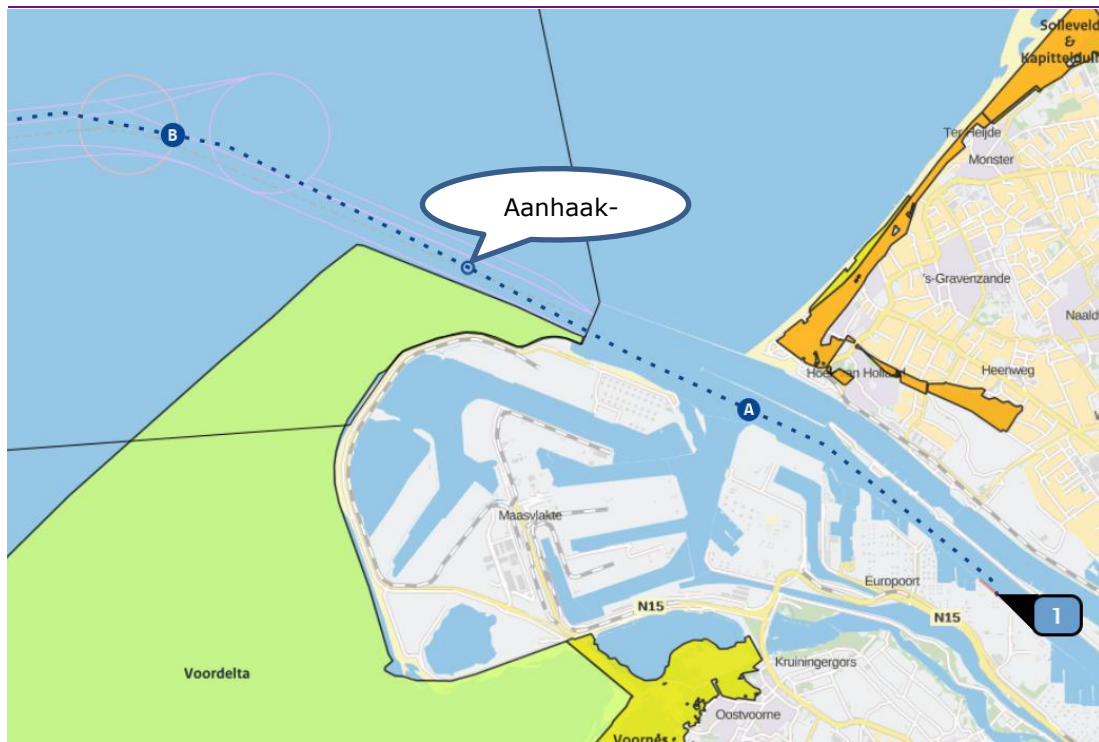 Solleveld
&
Kapittelduin
Ter Heijde
Monster
B
Aanhaak-
's-Gravenzande
Naald
Hoek van Holland
Heenweg
A
Maasvlakte
Europoort
N15
N15
1
Voordelta
Kruiningergors
Oostvoorne
Voornes